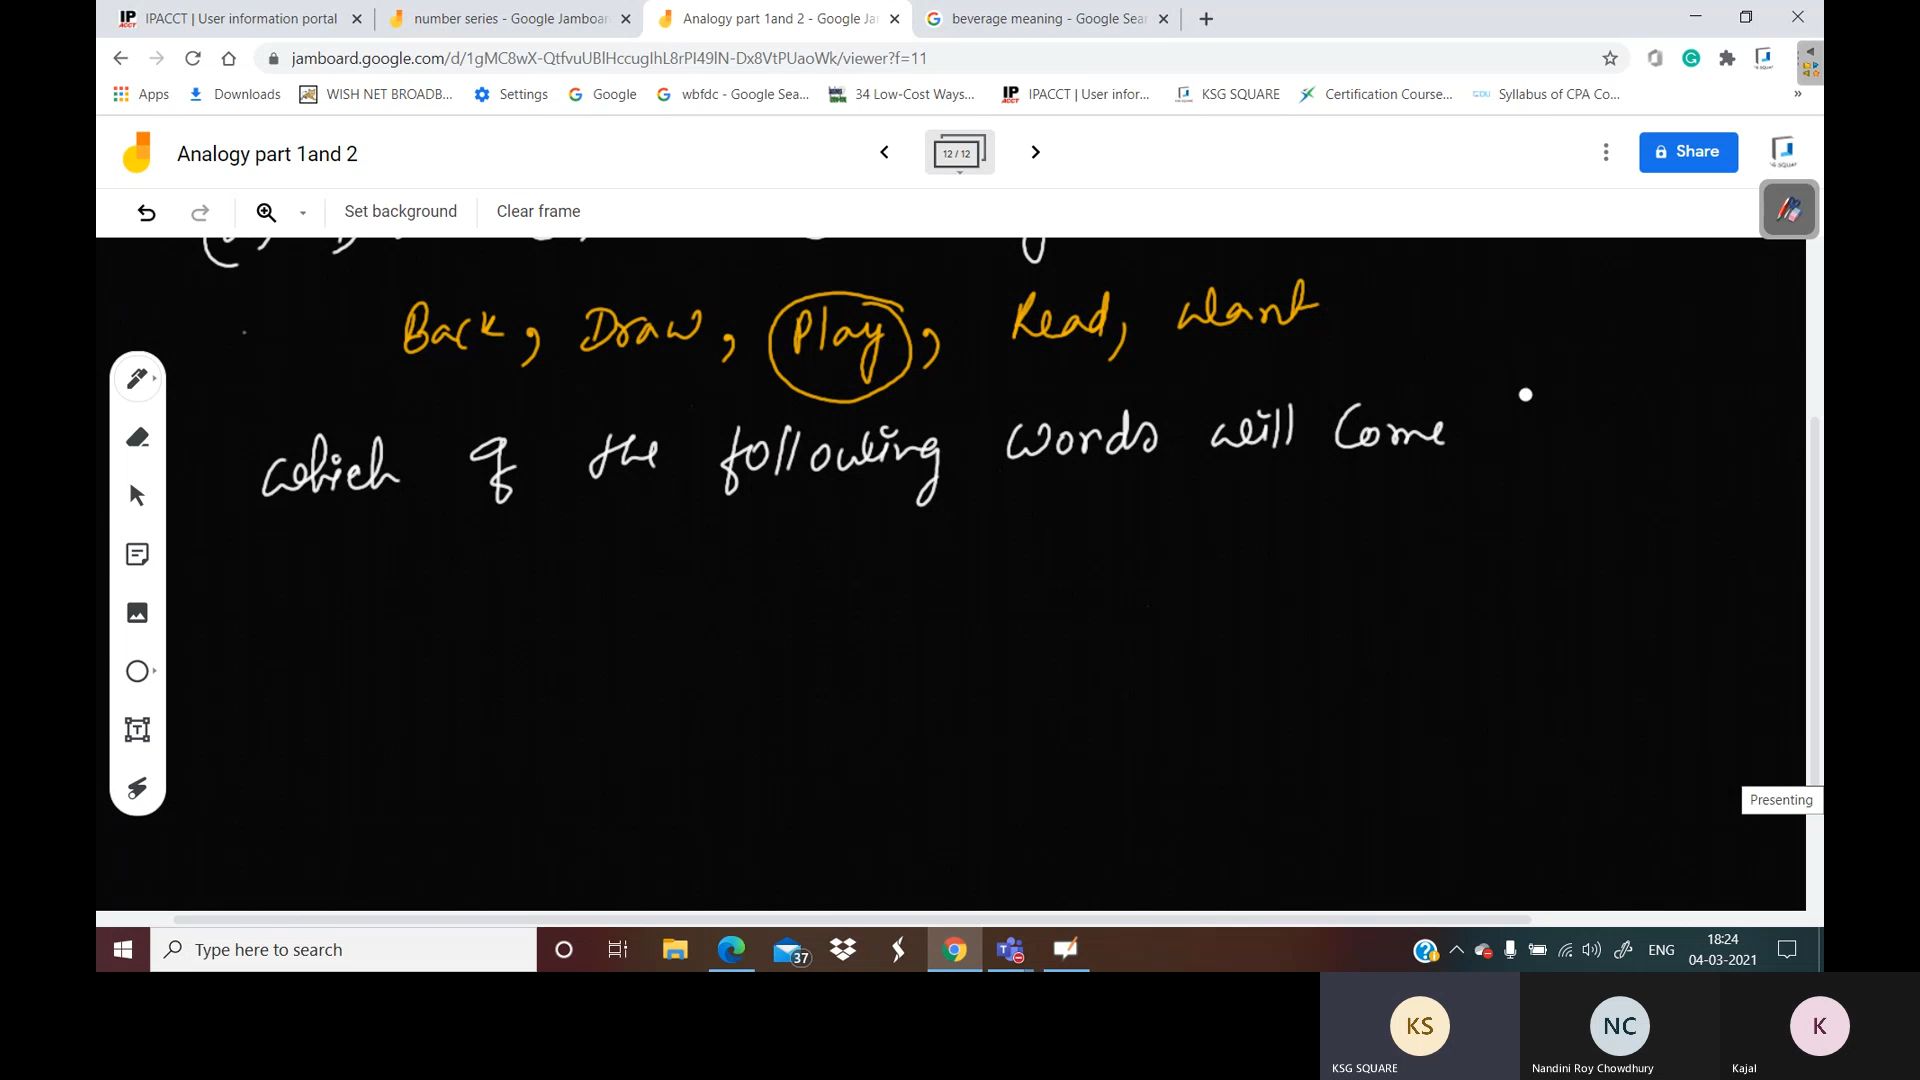 IPACCT | User information portal
number series - Google Jamboar
Analogy part 1and 2 - Google Ja
beverage meaning - Google Sea
jamboard.google.com/d/1gMC8wX-QtfvuUBlHccugIhL8rPI49lN-Dx8VtPUaoWk/viewer?f=11
Apps Downloads WISH NET BROADB... Settings Google wbfdc - Google Sea... 34 Low-Cost Ways... IPACCT | User infor... KSG SQUARE Certification Course... Syllabus of CPA Co... »
Analogy part 1and 2
12 / 12
Share
Set background Clear frame
Back, Draw, Play, Read, Want
which of the following words will Come
Presenting
Type here to search
37
ENG
18:24
04-03-2021
KS NC K
KSG SQUARE Nandini Roy Chowdhury Kajal